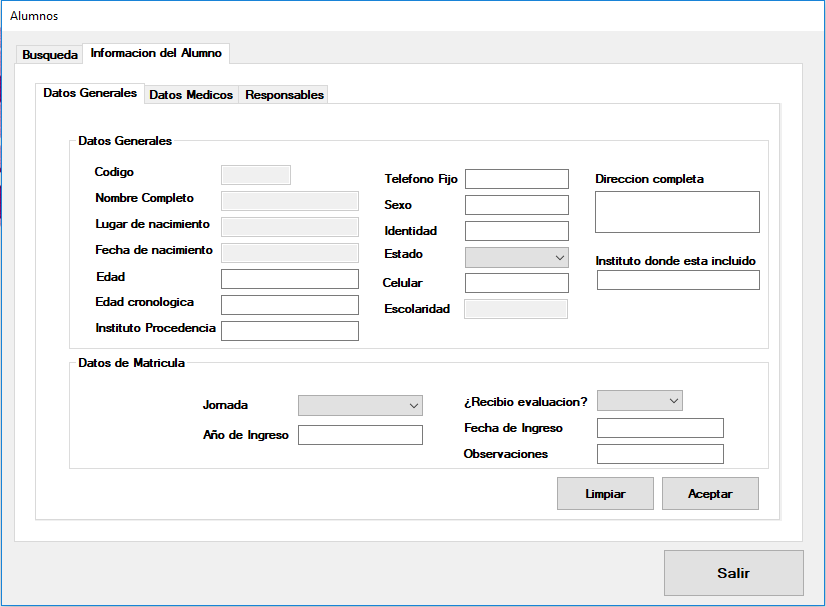 Alumnos
Busqueda Informacion del Alumno
Datos Generales Datos Medicos Responsables
Datos Generales
Codigo
Nombre Completo
Lugar de nacimiento
Fecha de nacimiento
Edad
Edad cronologica
Instituto Procedencia
Telefono Fijo
Sexo
Identidad
Estado
Celular
Escolaridad
Direccion completa
Instituto donde esta incluido
Datos de Matricula
Jornada
Año de Ingreso
¿Recibio evaluacion?
Fecha de Ingreso
Observaciones
Limpiar Aceptar
Salir